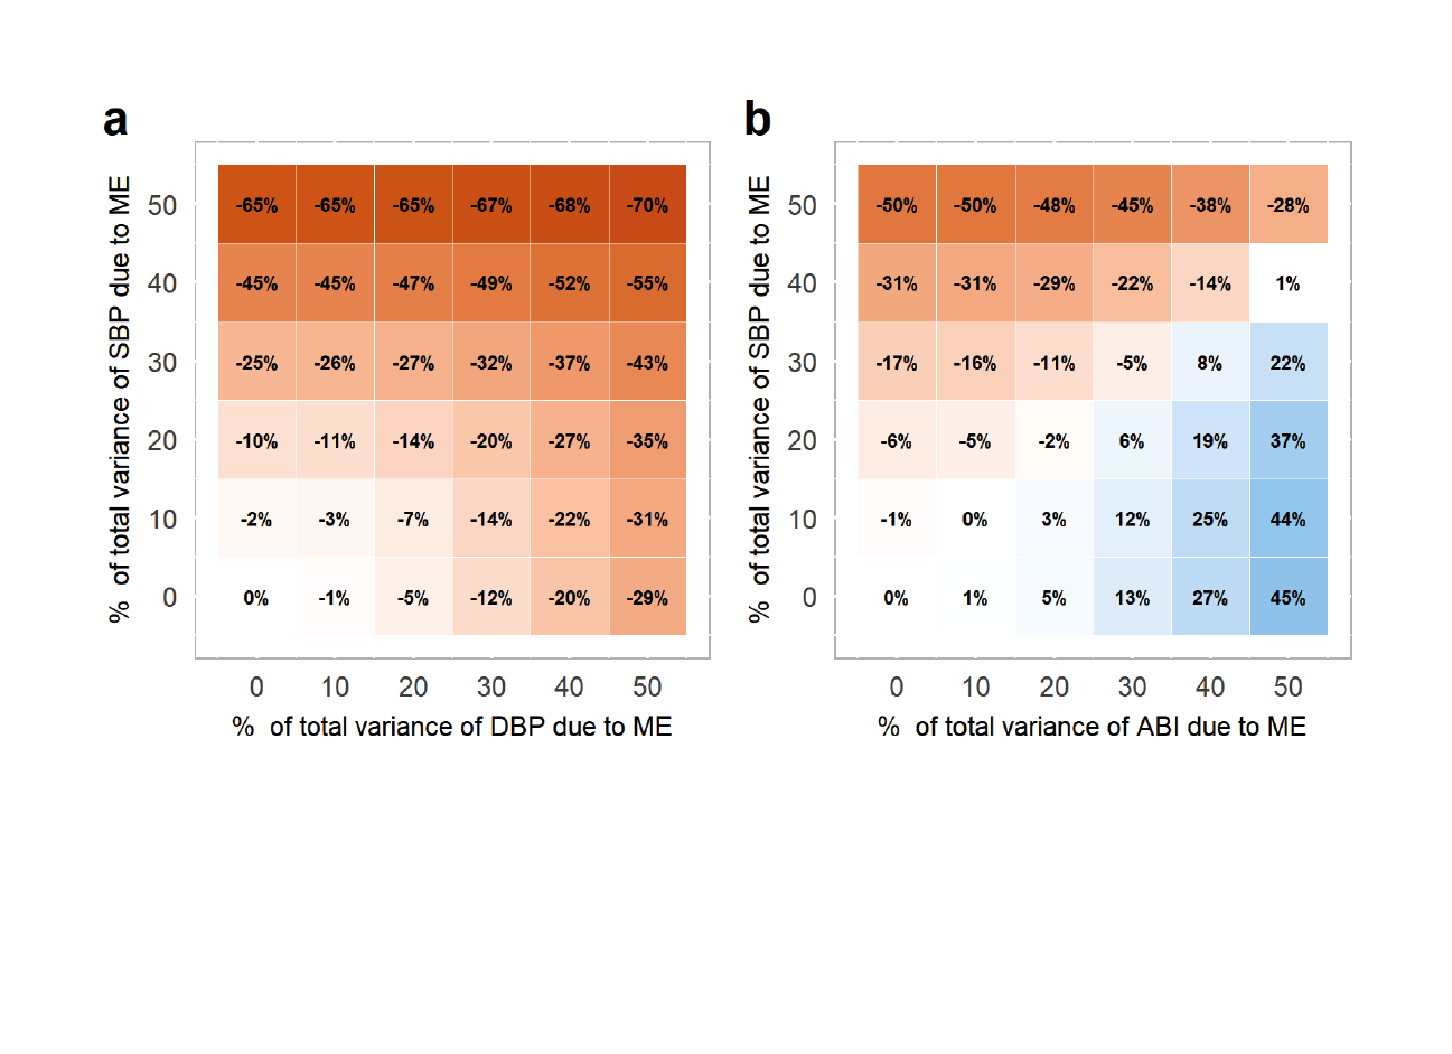 a
% of total variance of SBP due to ME
50 -65% -65% -65% -67% -68% -70%
40 -45% -45% -47% -49% -52% -55%
30 -25% -26% -27% -32% -37% -43%
20 -10% -11% -14% -20% -27% -35%
10 -2% -3% -7% -14% -22% -31%
0 0% -1% -5% -12% -20% -29%
0 10 20 30 40 50
% of total variance of DBP due to ME
b
% of total variance of SBP due to ME
50 -50% -50% -48% -45% -38% -28%
40 -31% -31% -29% -22% -14% 1%
30 -17% -16% -11% -5% 8% 22%
20 -6% -5% -2% 6% 19% 37%
10 -1% 0% 3% 12% 25% 44%
0 0% 1% 5% 13% 27% 45%
0 10 20 30 40 50
% of total variance of ABI due to ME